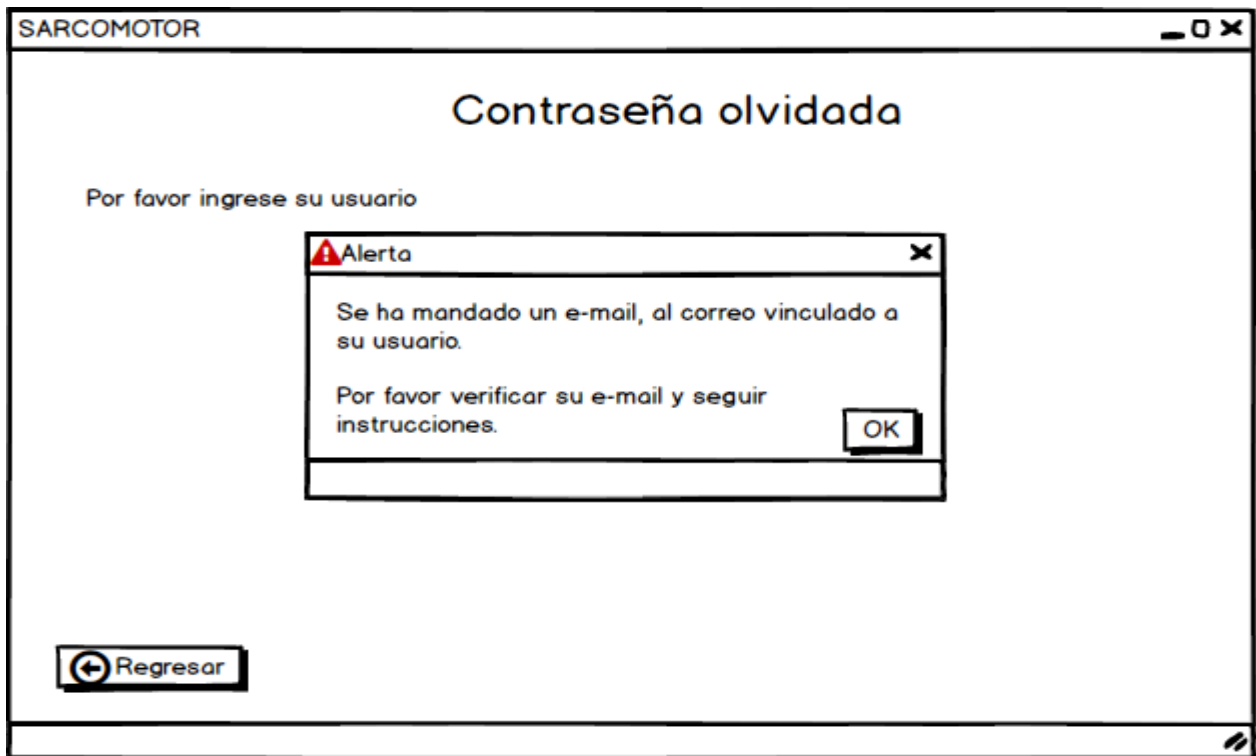 SARCOMOTOR
Contraseña olvidada
Por favor ingrese su usuario
Alerta
Se ha mandado un e-mail, al correo vinculado a
su usuario.
Por favor verificar su e-mail y seguir
instrucciones.
OK
Regresar